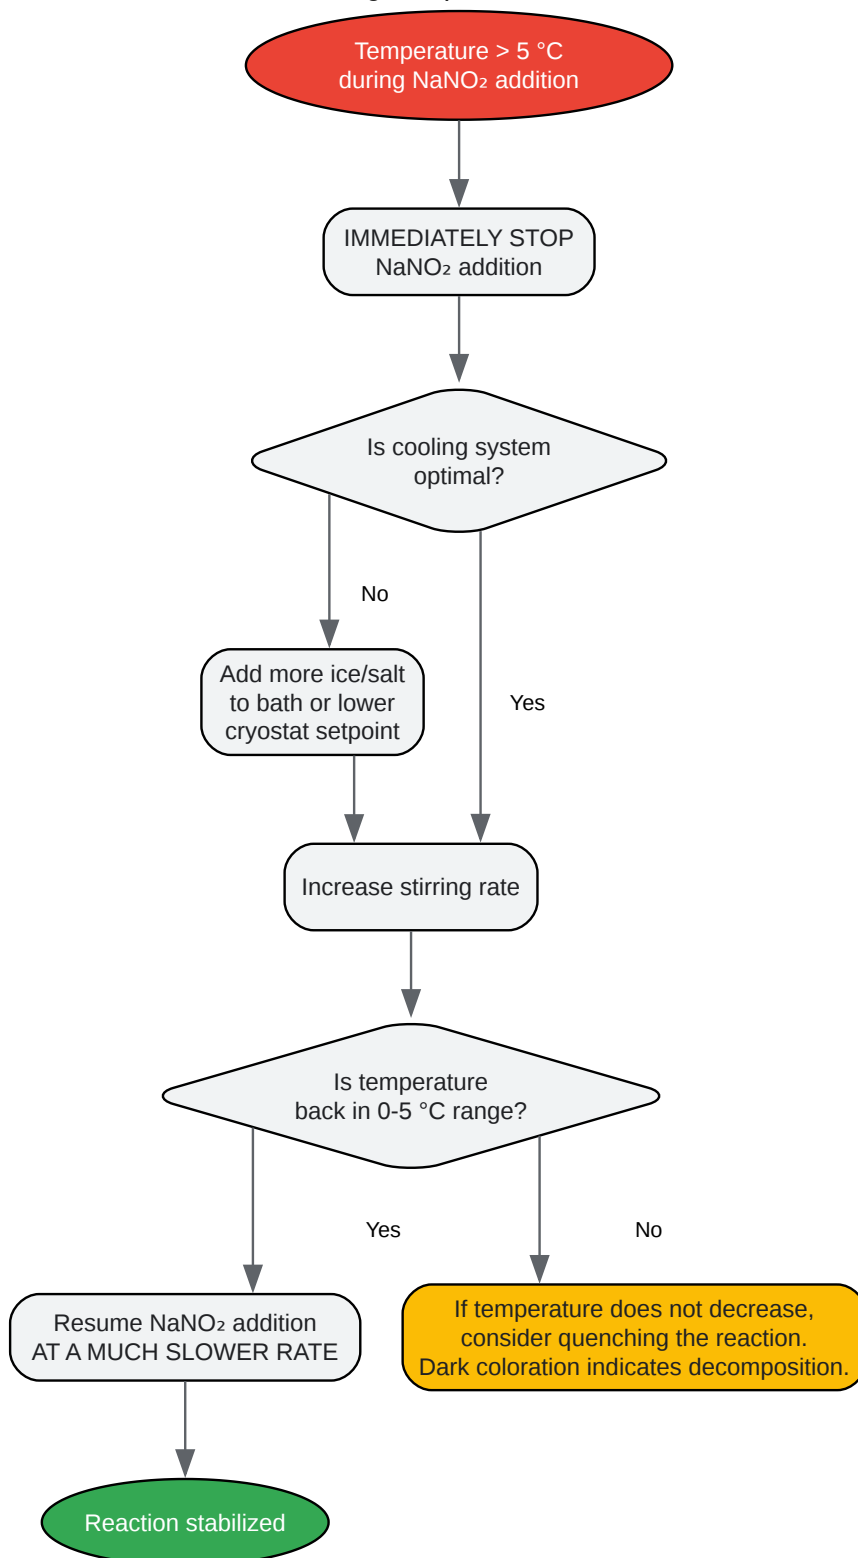 Temperature > 5 °C
during NaNO₂ addition
IMMEDIATELY STOP
NaNO₂ addition
Is cooling system
optimal?
No
Add more ice/salt
to bath or lower
cryostat setpoint
Yes
Increase stirring rate
Is temperature
back in 0-5 °C range?
Yes
No
Resume NaNO₂ addition
AT A MUCH SLOWER RATE
If temperature does not decrease,
consider quenching the reaction.
Dark coloration indicates decomposition.
Reaction stabilized